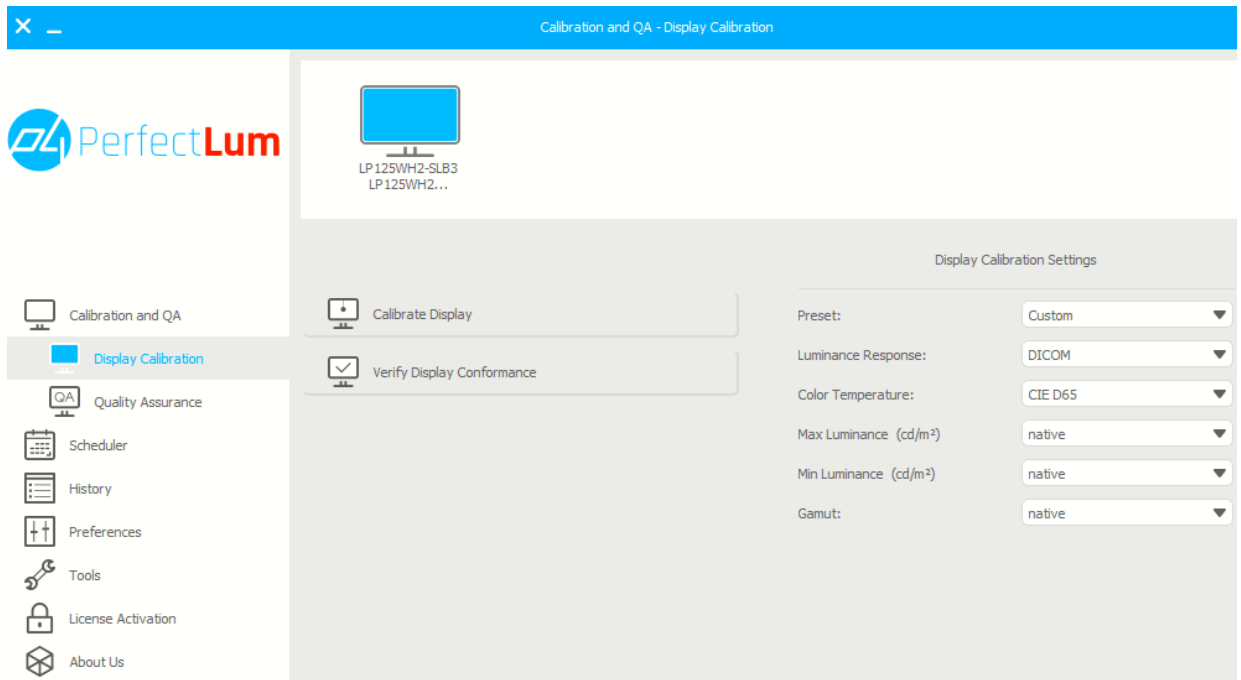 Calibration and QA - Display Calibration
PerfectLum
LP125WH2-SLB3
LP125WH2...
Calibration and QA
Display Calibration
QA
Quality Assurance
Scheduler
History
Preferences
Tools
License Activation
About Us
Calibrate Display
Verify Display Conformance
Display Calibration Settings
Preset: Custom
Luminance Response: DICOM
Color Temperature: CIE D65
Max Luminance (cd/m²) native
Min Luminance (cd/m²) native
Gamut: native